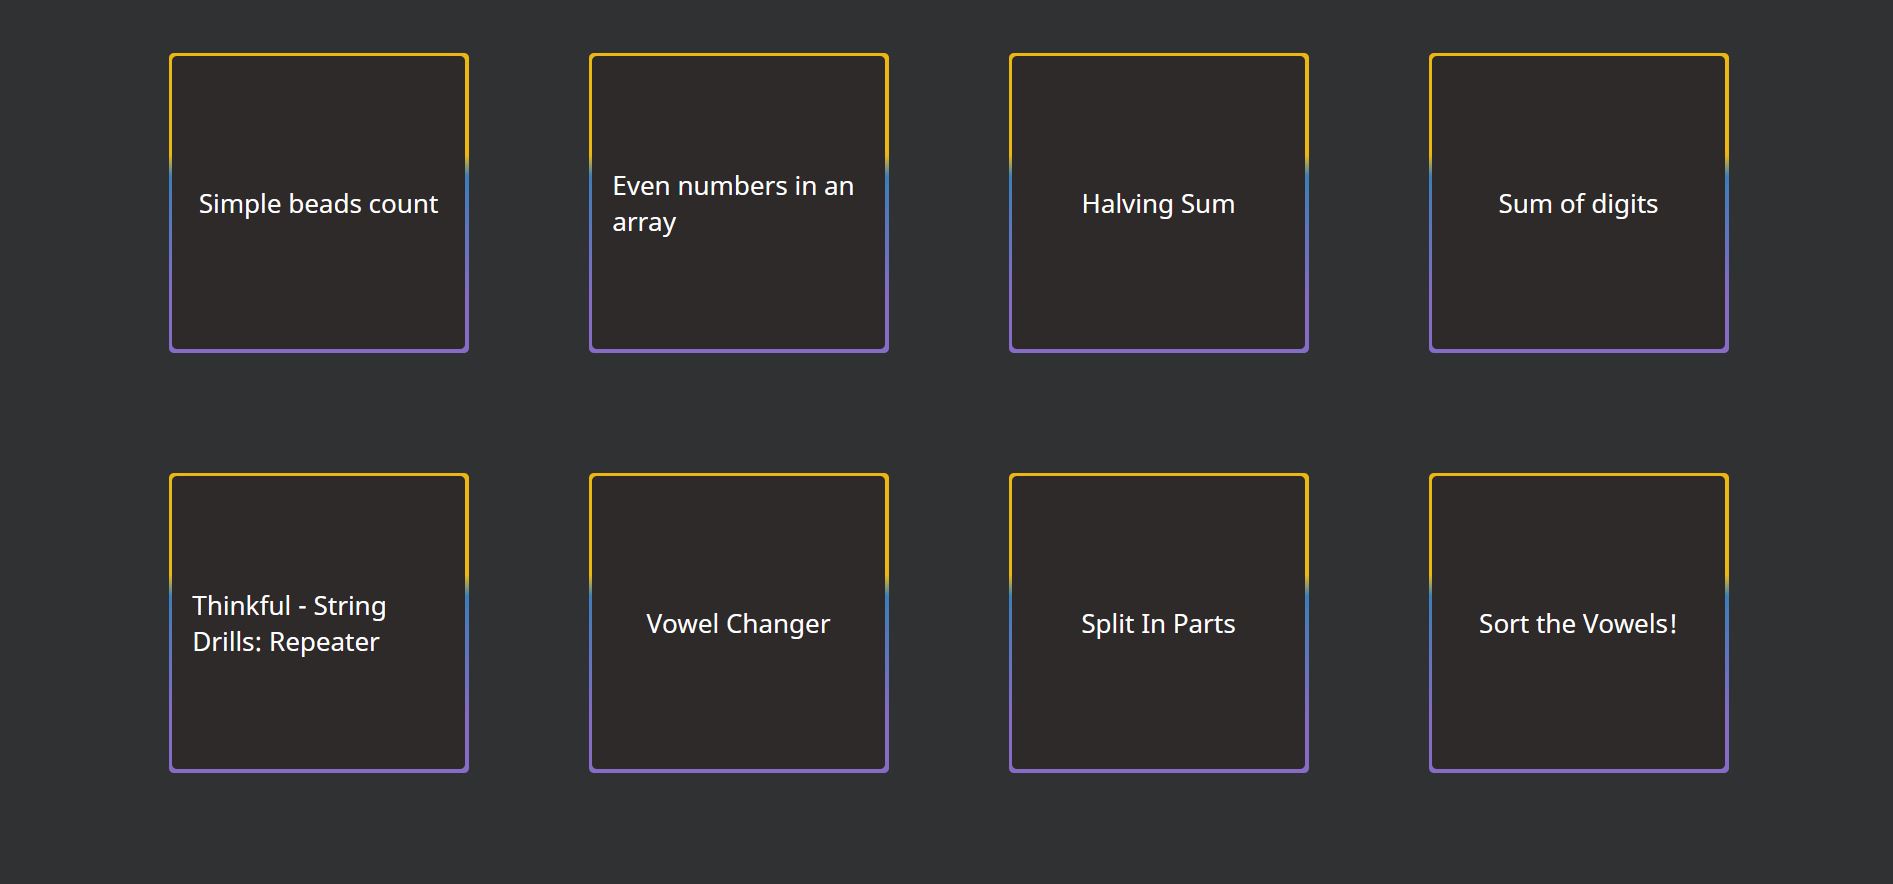 Simple beads count
Even numbers in an
array
Halving Sum
Sum of digits
Thinkful - String
Drills: Repeater
Vowel Changer
Split In Parts
Sort the Vowels!